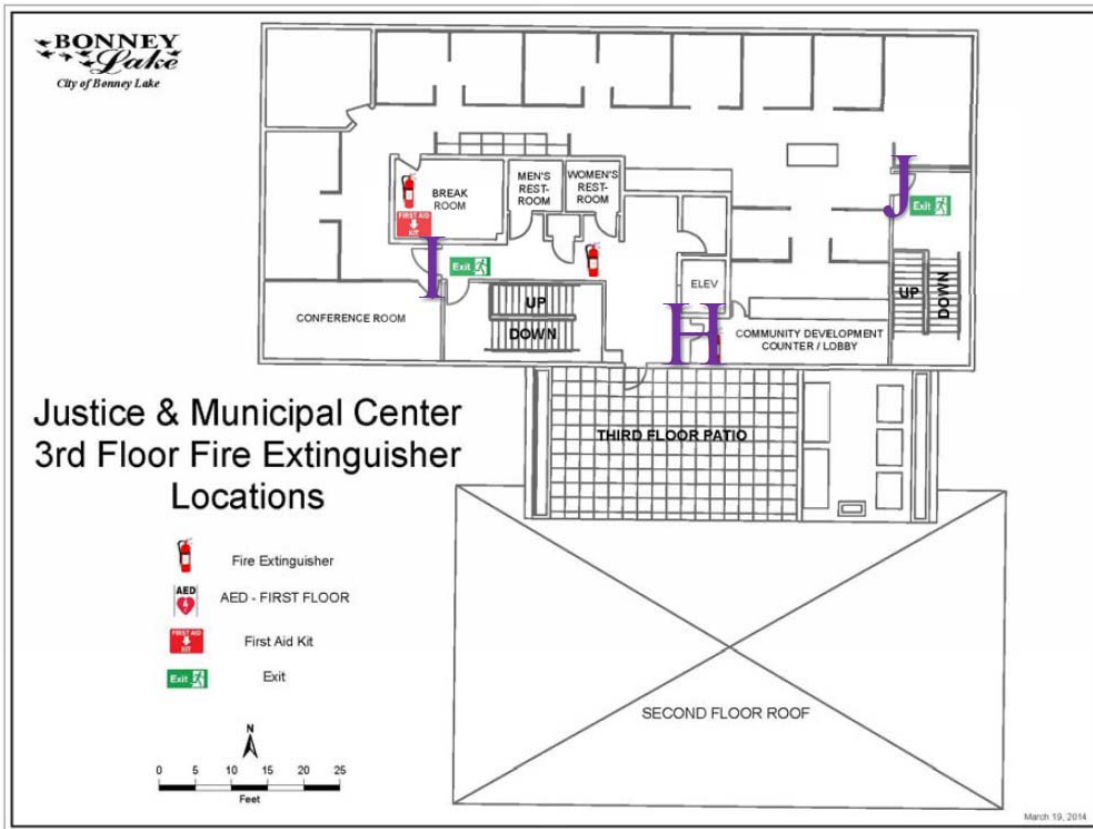 BONNEY
Lake
City of Bonney Lake
J
MEN'S
REST-
ROOM
WOMEN'S
REST-
ROOM
BREAK
ROOM
FIRST AID
KIT
Exit
I
Exit
ELEV
UP
DOWN
UP
DOWN
CONFERENCE ROOM
H
COMMUNITY DEVELOPMENT
COUNTER / LOBBY
THIRD FLOOR PATIO
Justice & Municipal Center
3rd Floor Fire Extinguisher
Locations
Fire Extinguisher
AED
AED - FIRST FLOOR
FIRST AID
KIT
First Aid Kit
Exit
Exit
SECOND FLOOR ROOF
N
0 5 10 15 20 25
Feet
March 19, 2014